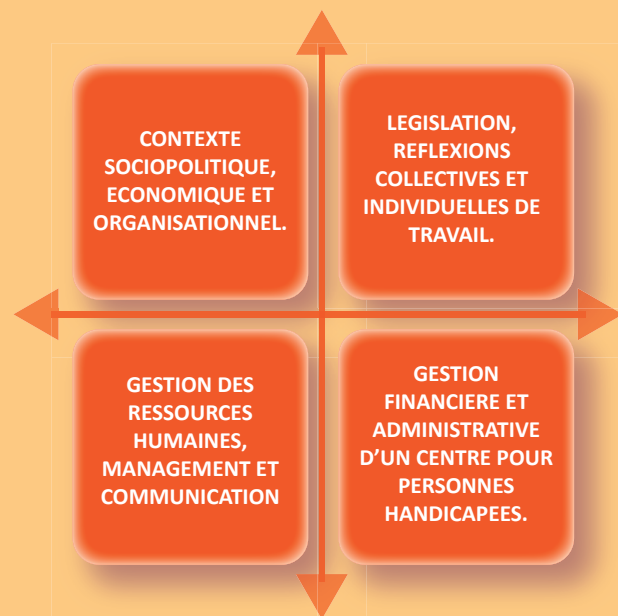 CONTEXTE
SOCIOPOLITIQUE,
ECONOMIQUE ET
ORGANISATIONNEL.
LEGISLATION,
REFLEXIONS
COLLECTIVES ET
INDIVIDUELLES DE
TRAVAIL.
GESTION DES
RESSOURCES
HUMAINES,
MANAGEMENT ET
COMMUNICATION
GESTION
FINANCIERE ET
ADMINISTRATIVE
D’UN CENTRE POUR
PERSONNES
HANDICAPEES.